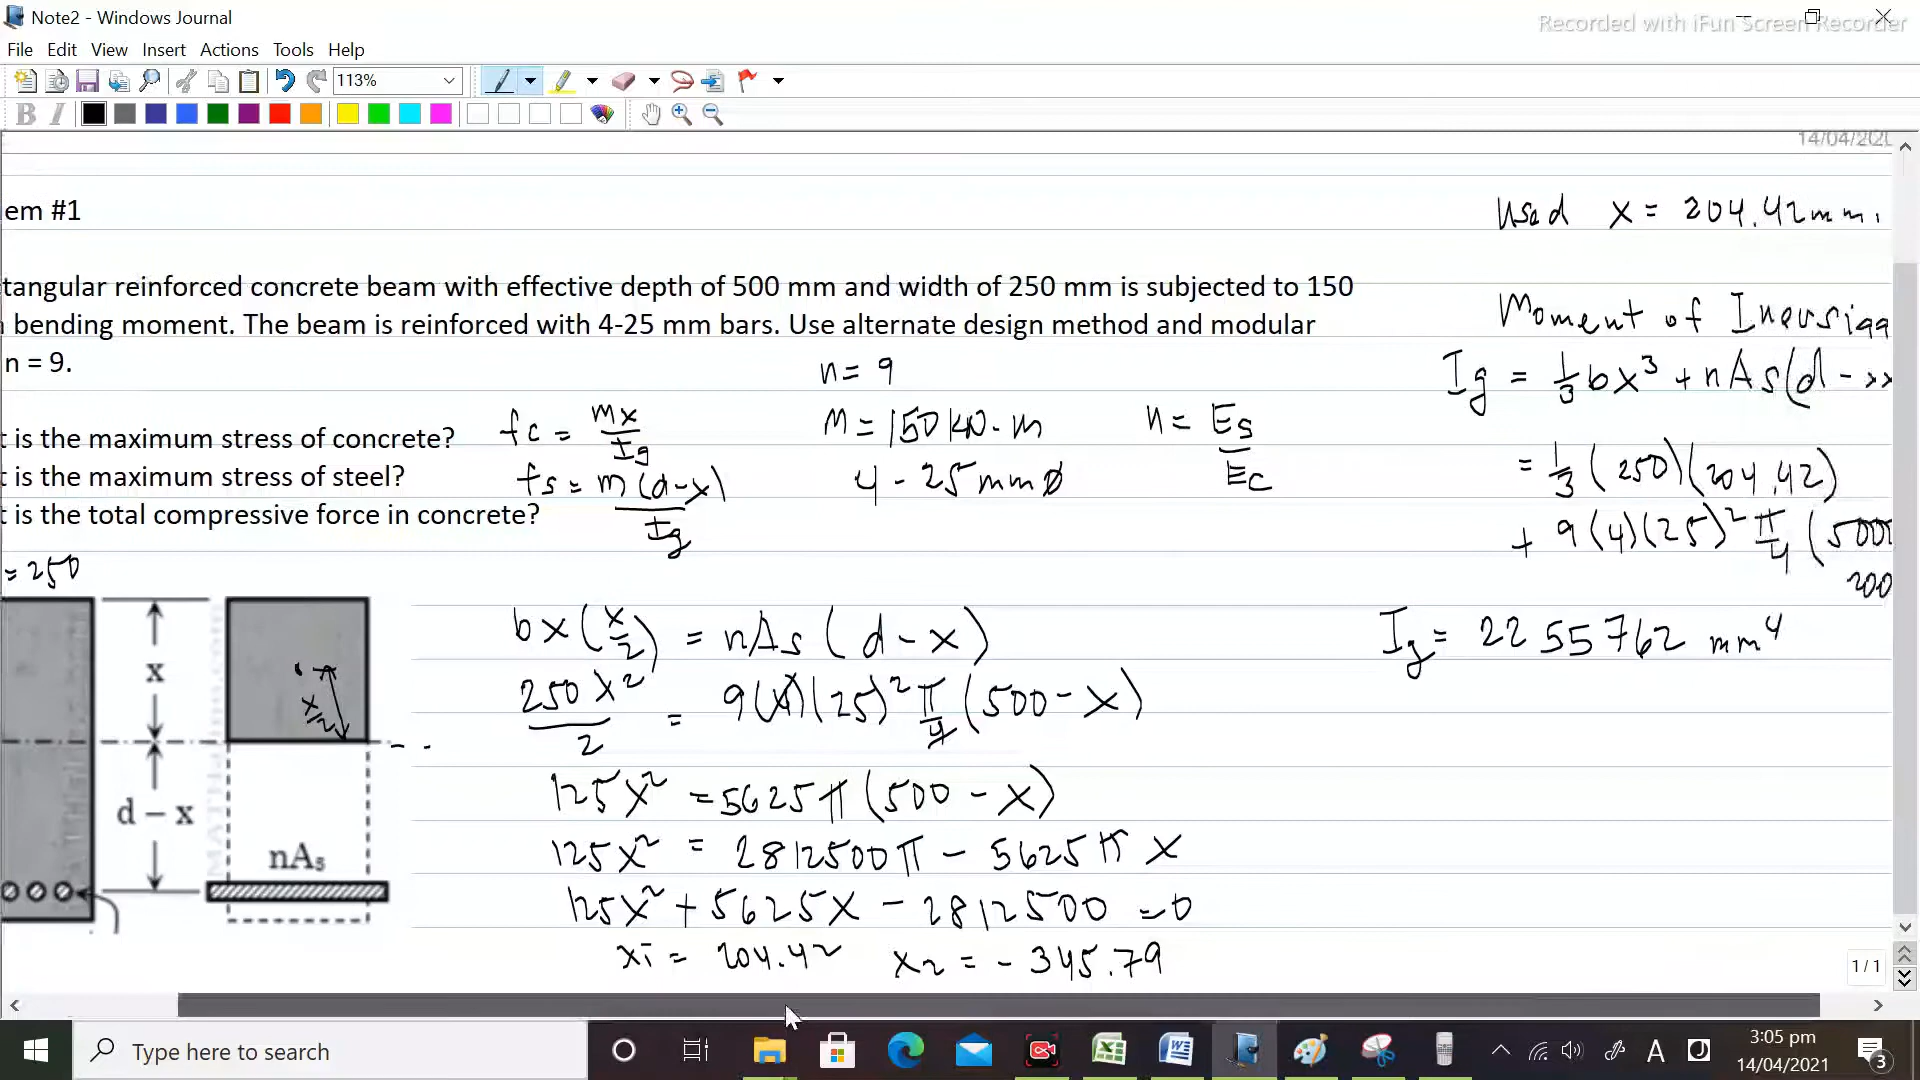 Note2 - Windows Journal
Recorded with iFun Screen Recorder
File Edit View Insert Actions Tools Help
113%
B I
14/04/202
em #1
Used x = 204.42mm.
tangular reinforced concrete beam with effective depth of 500 mm and width of 250 mm is subjected to 150
bending moment. The beam is reinforced with 4-25 mm bars. Use alternate design method and modular
n = 9.
Moment of Inersiaa
n = 9
Ig = 1/3 bx³ + nAs(d - xx
fc = mx/Ig
M = 150 kN.m
n = Es/Ec
t is the maximum stress of concrete?
t is the maximum stress of steel?
fs = m(d-x)/Ig
4 - 25mmØ
= 1/3 (250)(204.42)
t is the total compressive force in concrete?
+ 9(4)(25)² π/4 (500
200
= 250
bx(x/2) = nAs (d - x)
Ig = 2255762 mm⁴
250x²/2 = 9(4)(25)² π/4 (500 - x)
125x² = 5625π (500 - x)
125x² = 2812500π - 5625π x
125x² + 5625x - 2812500 = 0
x1 = 204.42 x2 = - 345.79
x
x/2
d - x
nAs
1 / 1
Type here to search
A
3:05 pm
14/04/2021
3